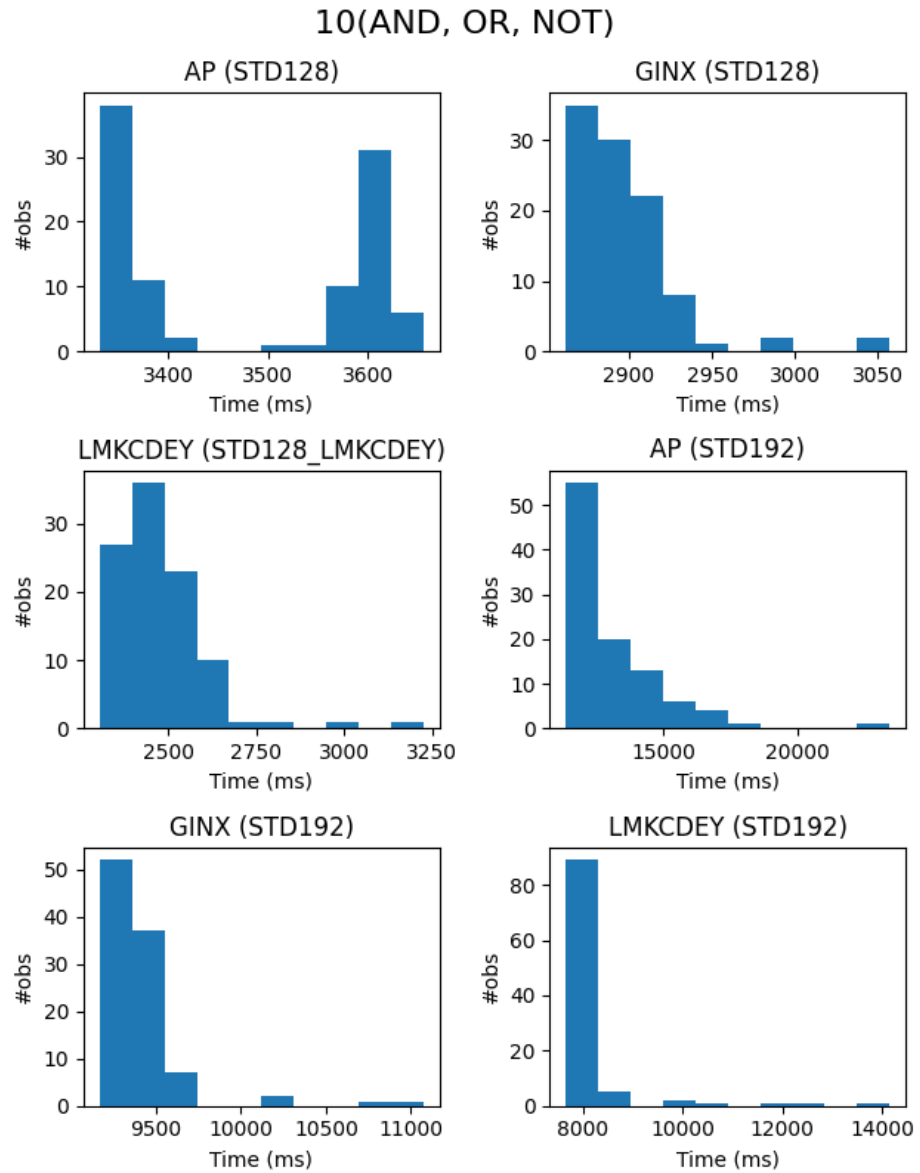 10(AND, OR, NOT)
AP (STD128)
30
20
10
0
#obs
3400 3500 3600
Time (ms)
GINX (STD128)
30
20
10
0
#obs
2900 2950 3000 3050
Time (ms)
LMKCDEY (STD128_LMKCDEY)
30
20
10
0
#obs
2500 2750 3000 3250
Time (ms)
AP (STD192)
50
40
30
20
10
0
#obs
15000 20000
Time (ms)
GINX (STD192)
50
40
30
20
10
0
#obs
9500 10000 10500 11000
Time (ms)
LMKCDEY (STD192)
80
60
40
20
0
#obs
8000 10000 12000 14000
Time (ms)